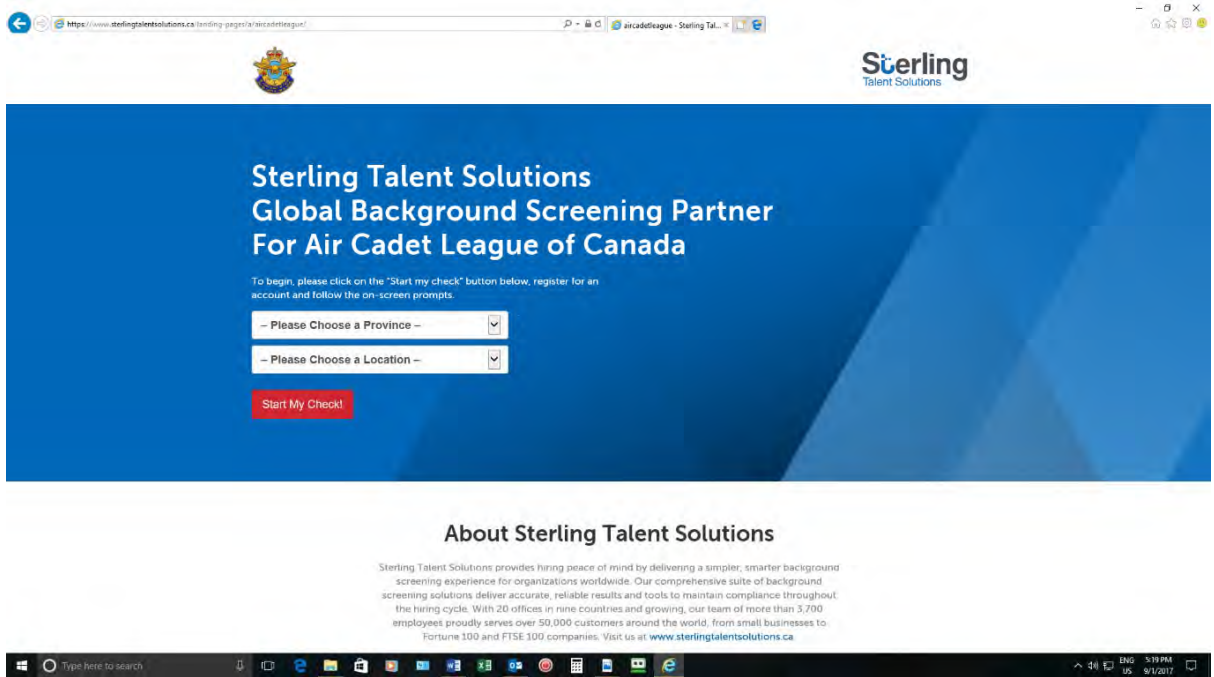 https://www.sterlingtalentsolutions.ca/landing-pages/a/aircadetleague/
aircadetleague - Sterling Tal...
Sterling
Talent Solutions
Sterling Talent Solutions
Global Background Screening Partner
For Air Cadet League of Canada
To begin, please click on the "Start my check" button below, register for an
account and follow the on-screen prompts.
– Please Choose a Province –
– Please Choose a Location –
Start My Check!
About Sterling Talent Solutions
Sterling Talent Solutions provides hiring peace of mind by delivering a simpler, smarter background
screening experience for organizations worldwide. Our comprehensive suite of background
screening solutions deliver accurate, reliable results and tools to maintain compliance throughout
the hiring cycle. With 20 offices in nine countries and growing, our team of more than 3,700
employees proudly serves over 50,000 customers around the world, from small businesses to
Fortune 100 and FTSE 100 companies. Visit us at www.sterlingtalentsolutions.ca
Type here to search
ENG
US
5:19 PM
9/1/2017